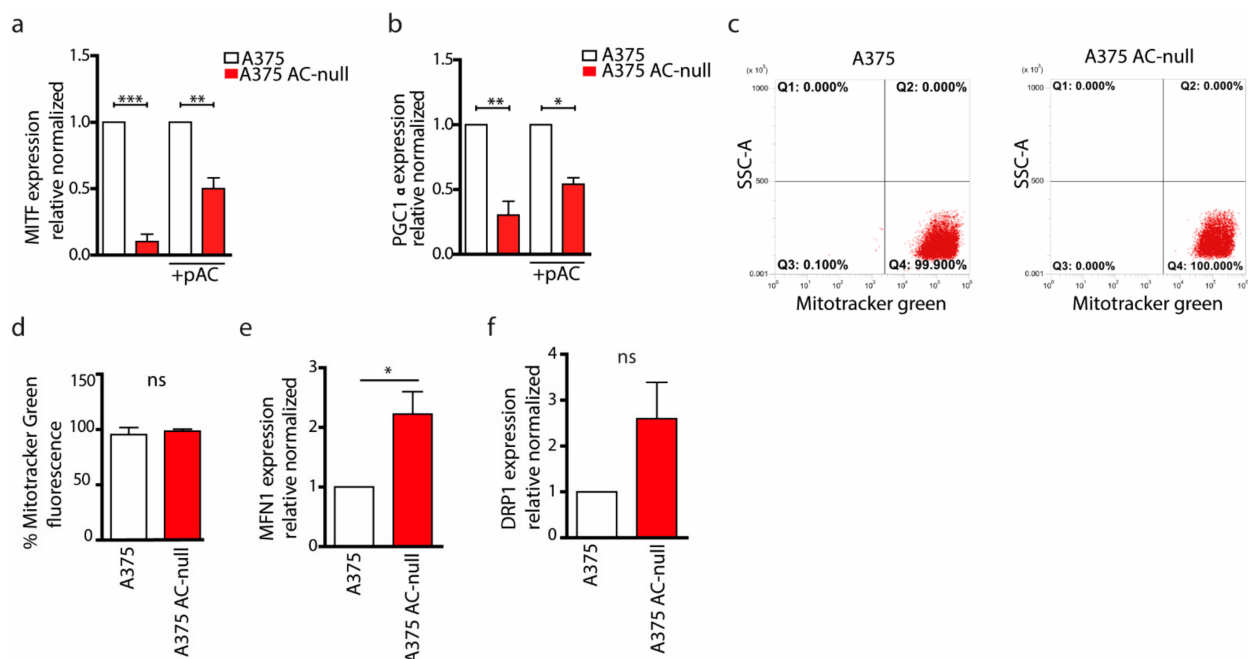 a
A375
A375 AC-null
MITF expression
relative normalized
1.5
1.0
0.5
0.0
***
**
+pAC
b
A375
A375 AC-null
PGC1 α expression
relative normalized
1.5
1.0
0.5
0.0
**
*
+pAC
c
A375
x 10³)
Q1: 0.000%
Q2: 0.000%
1000
SSC-A
500
0.001
Q3: 0.100%
Q4: 99.900%
10⁰ 10¹ 10² 10³ 10⁴ 10⁵ 10⁶
Mitotracker green
A375 AC-null
x 10³)
Q1: 0.000%
Q2: 0.000%
1000
SSC-A
500
0.001
Q3: 0.000%
Q4: 100.000%
10⁰ 10¹ 10² 10³ 10⁴ 10⁵ 10⁶
Mitotracker green
d
% Mitotracker Green
fluorescence
150
100
50
0
ns
A375
A375 AC-null
e
MFN1 expression
relative normalized
3
2
1
0
*
A375
A375 AC-null
f
DRP1 expression
relative normalized
4
3
2
1
0
ns
A375
A375 AC-null